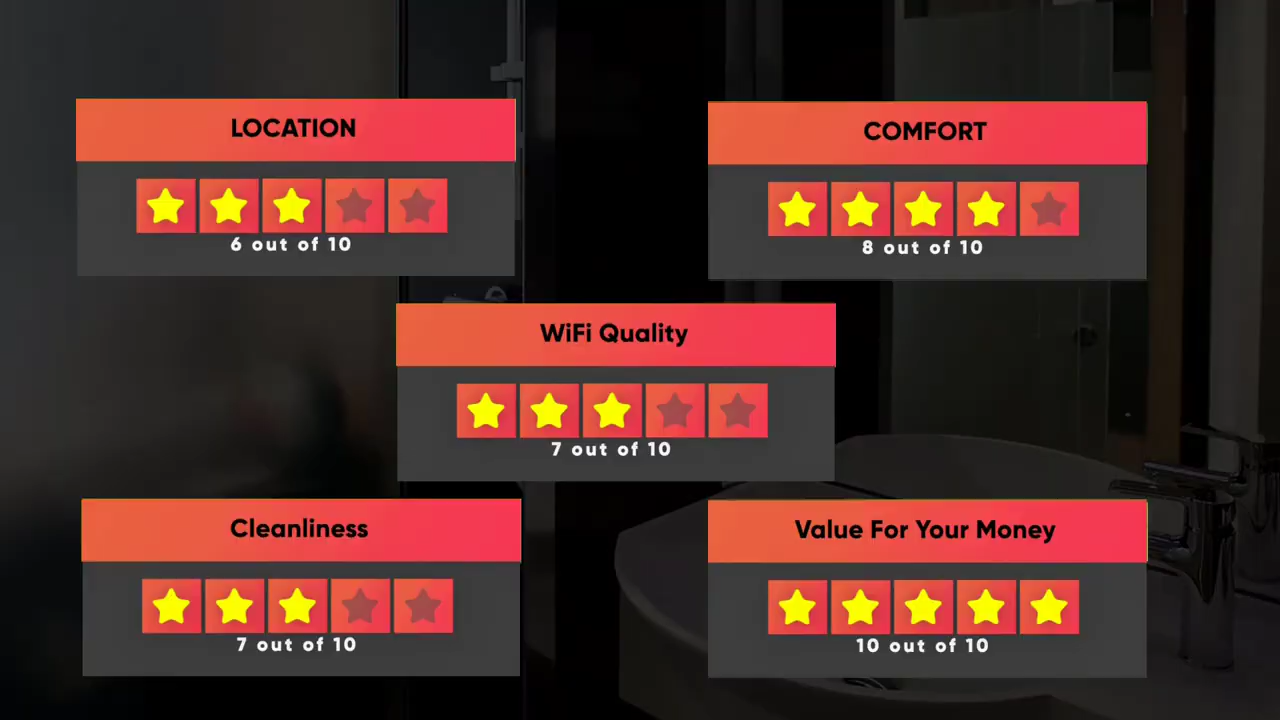 LOCATION
6 out of 10
COMFORT
8 out of 10
WiFi Quality
7 out of 10
Cleanliness
7 out of 10
Value For Your Money
10 out of 10